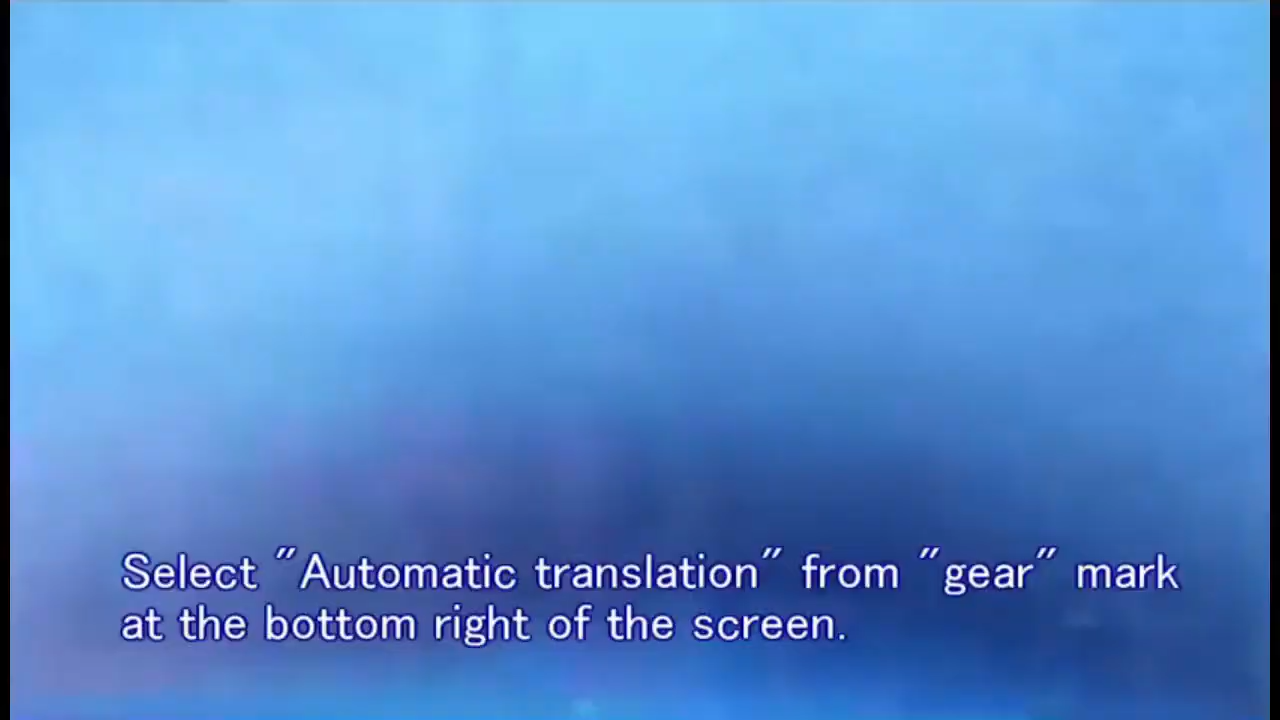 Select "Automatic translation" from "gear" mark
at the bottom right of the screen.